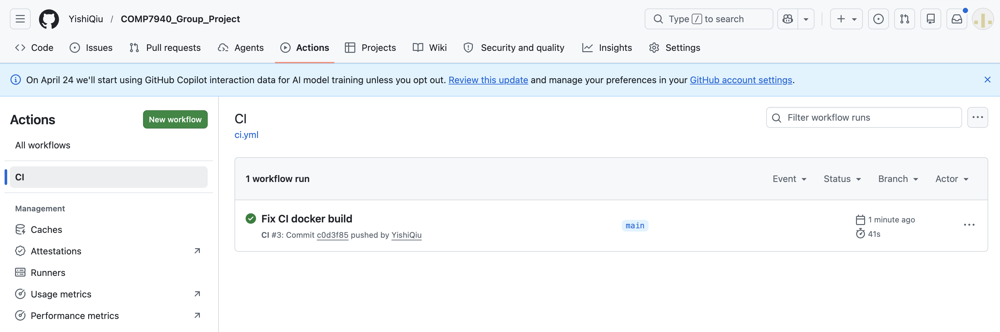 YishiQiu / COMP7940_Group_Project
Type / to search
Code
Issues
Pull requests
Agents
Actions
Projects
Wiki
Security and quality
Insights
Settings
On April 24 we'll start using GitHub Copilot interaction data for AI model training unless you opt out. Review this update and manage your preferences in your GitHub account settings.
Actions
New workflow
All workflows
CI
Management
Caches
Attestations
Runners
Usage metrics
Performance metrics
CI
ci.yml
Filter workflow runs
1 workflow run
Event
Status
Branch
Actor
Fix CI docker build
CI #3: Commit c0d3f85 pushed by YishiQiu
main
1 minute ago
41s